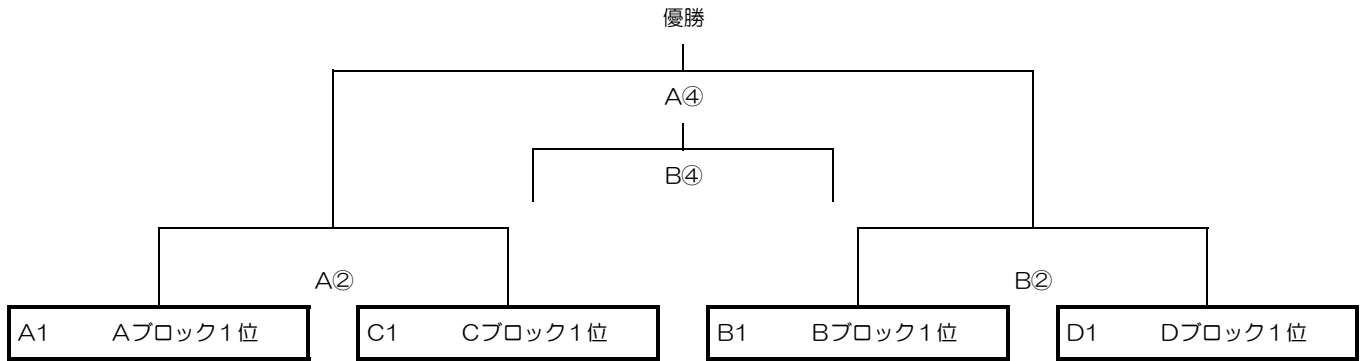 優勝
A④
B④
A②
B②
A1 Aブロック１位
C1 Cブロック１位
B1 Bブロック１位
D1 Dブロック１位